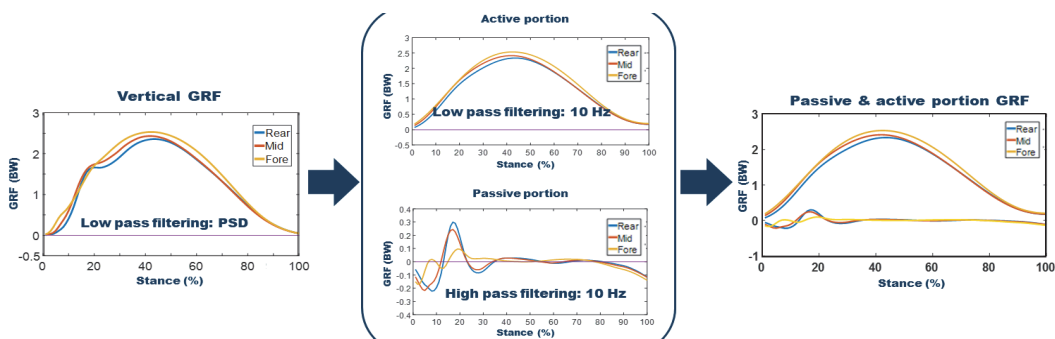 Vertical GRF
3
2
1
0
-0.5
0
20
40
60
80
100
GRF (BW)
Stance (%)
Rear
Mid
Fore
Low pass filtering: PSD
Active portion
3
2.5
2
1.5
1
0.5
0
-0.5
0
10
20
30
40
50
60
70
80
90
100
GRF (BW)
Stance (%)
Rear
Mid
Fore
Low pass filtering: 10 Hz
Passive portion
0.4
0.3
0.2
0.1
0
-0.1
-0.2
-0.3
-0.4
0
10
20
30
40
50
60
70
80
90
100
GRF (BW)
Stance (%)
Rear
Mid
Fore
High pass filtering: 10 Hz
Passive & active portion GRF
3
2
1
0
-1
0
20
40
60
80
100
GRF (BW)
Stance (%)
Rear
Mid
Fore